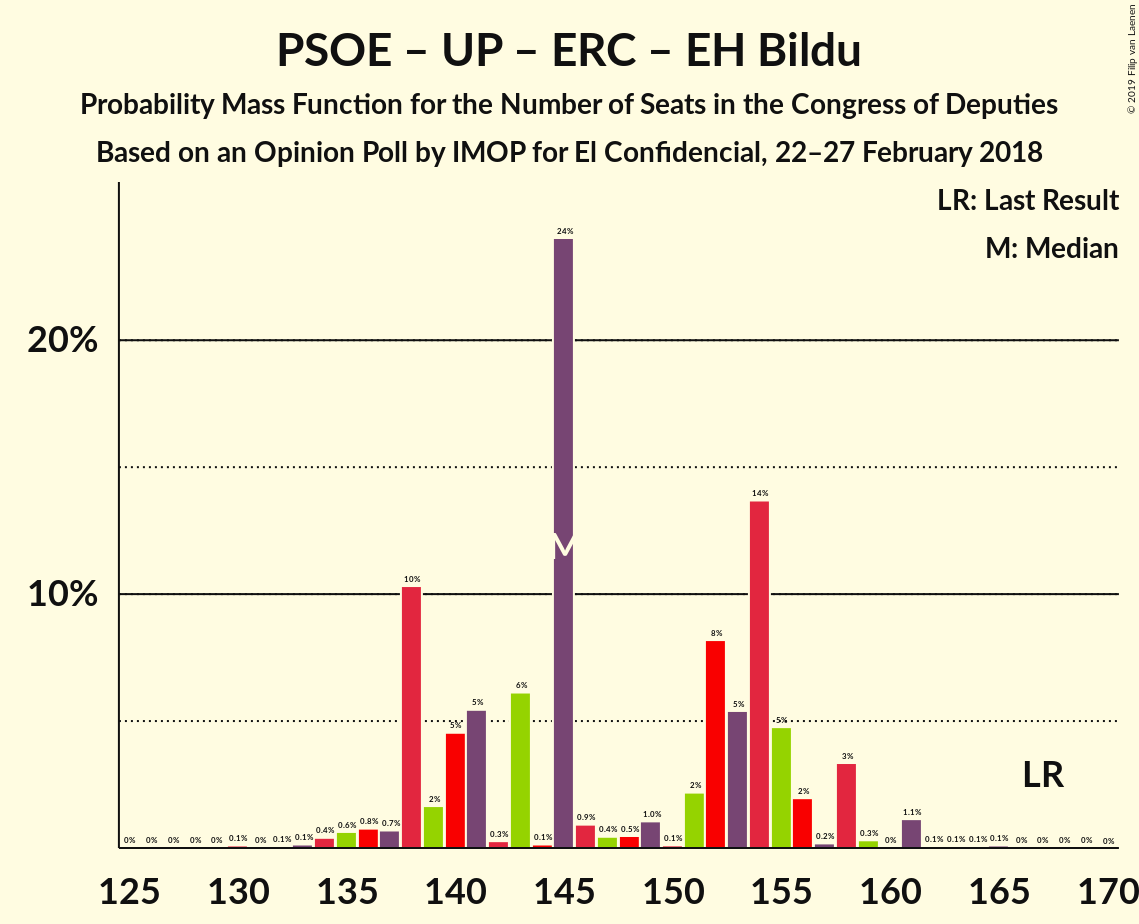 PSOE – UP – ERC – EH Bildu
Probability Mass Function for the Number of Seats in the Congress of Deputies
Based on an Opinion Poll by IMOP for El Confidencial, 22–27 February 2018
© 2019 Filip van Laenen
LR: Last Result
M: Median
20%
10%
0% 0% 0% 0% 0% 0.1% 0% 0.1% 0.1% 0.4% 0.6% 0.8% 0.7% 10% 2% 5% 5% 0.3% 6% 0.1% 24% 0.9% 0.4% 0.5% 1.0% 0.1% 2% 8% 5% 14% 5% 2% 0.2% 3% 0.3% 0% 1.1% 0.1% 0.1% 0.1% 0.1% 0% 0% 0% 0% 0%
M
LR
125 130 135 140 145 150 155 160 165 170